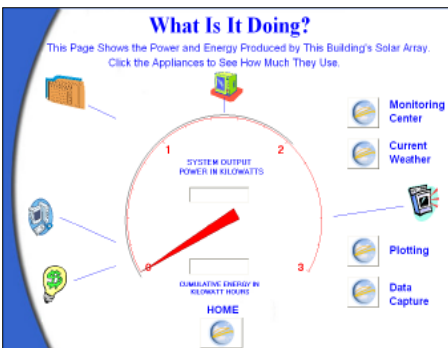 What Is It Doing?
This Page Shows the Power and Energy Produced by This Building's Solar Array.
Click the Appliances to See How Much They Use.
Monitoring
Center
Current
Weather
1
2
SYSTEM OUTPUT
POWER IN KILOWATTS
0
3
Plotting
CUMULATIVE ENERGY IN
KILOWATT HOURS
Data
Capture
HOME